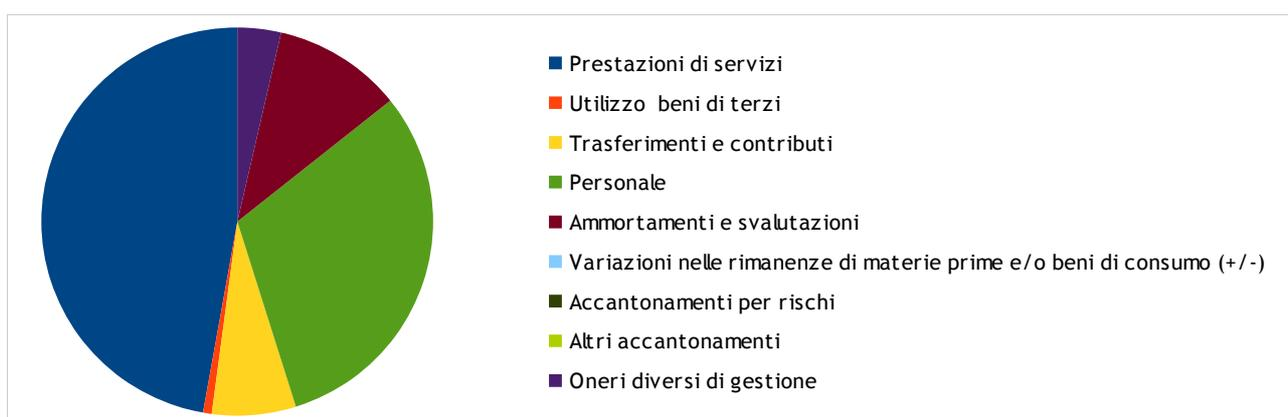 Prestazioni di servizi
Utilizzo beni di terzi
Trasferimenti e contributi
Personale
Ammortamenti e svalutazioni
Variazioni nelle rimanenze di materie prime e/o beni di consumo (+/-)
Accantonamenti per rischi
Altri accantonamenti
Oneri diversi di gestione